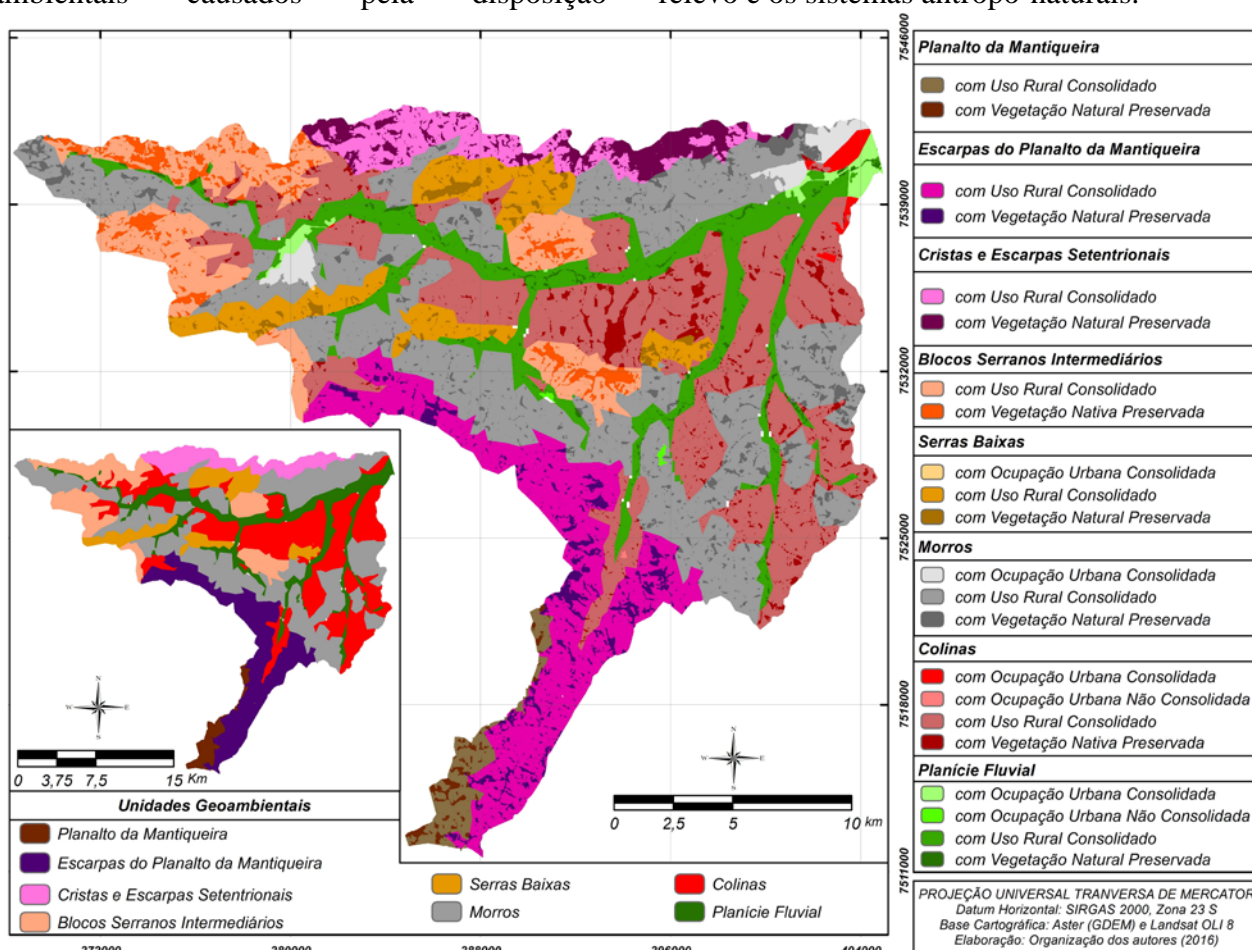 ambientais causados pela disposição relevo e os sistemas antropo-naturais.
7546000
7539000
7532000
7525000
7518000
7511000
Planalto da Mantiqueira
com Uso Rural Consolidado
com Vegetação Natural Preservada
Escarpas do Planalto da Mantiqueira
com Uso Rural Consolidado
com Vegetação Natural Preservada
Cristas e Escarpas Setentrionais
com Uso Rural Consolidado
com Vegetação Natural Preservada
Blocos Serranos Intermediários
com Uso Rural Consolidado
com Vegetação Nativa Preservada
Serras Baixas
com Ocupação Urbana Consolidada
com Uso Rural Consolidado
com Vegetação Natural Preservada
Morros
com Ocupação Urbana Consolidada
com Uso Rural Consolidado
com Vegetação Natural Preservada
Colinas
com Ocupação Urbana Consolidada
com Ocupação Urbana Não Consolidada
com Uso Rural Consolidado
com Vegetação Nativa Preservada
Planície Fluvial
com Ocupação Urbana Consolidada
com Ocupação Urbana Não Consolidada
com Uso Rural Consolidado
com Vegetação Natural Preservada
PROJEÇÃO UNIVERSAL TRANVERSA DE MERCATOR
Datum Horizontal: SIRGAS 2000, Zona 23 S
Base Cartográfica: Aster (GDEM) e Landsat OLI 8
Elaboração: Organização dos autores (2016)
N
W E
S
0 3,75 7,5 15 Km
N
W E
S
0 2,5 5 10 km
Unidades Geoambientais
Planalto da Mantiqueira
Escarpas do Planalto da Mantiqueira
Cristas e Escarpas Setentrionais
Blocos Serranos Intermediários
Serras Baixas
Morros
Colinas
Planície Fluvial